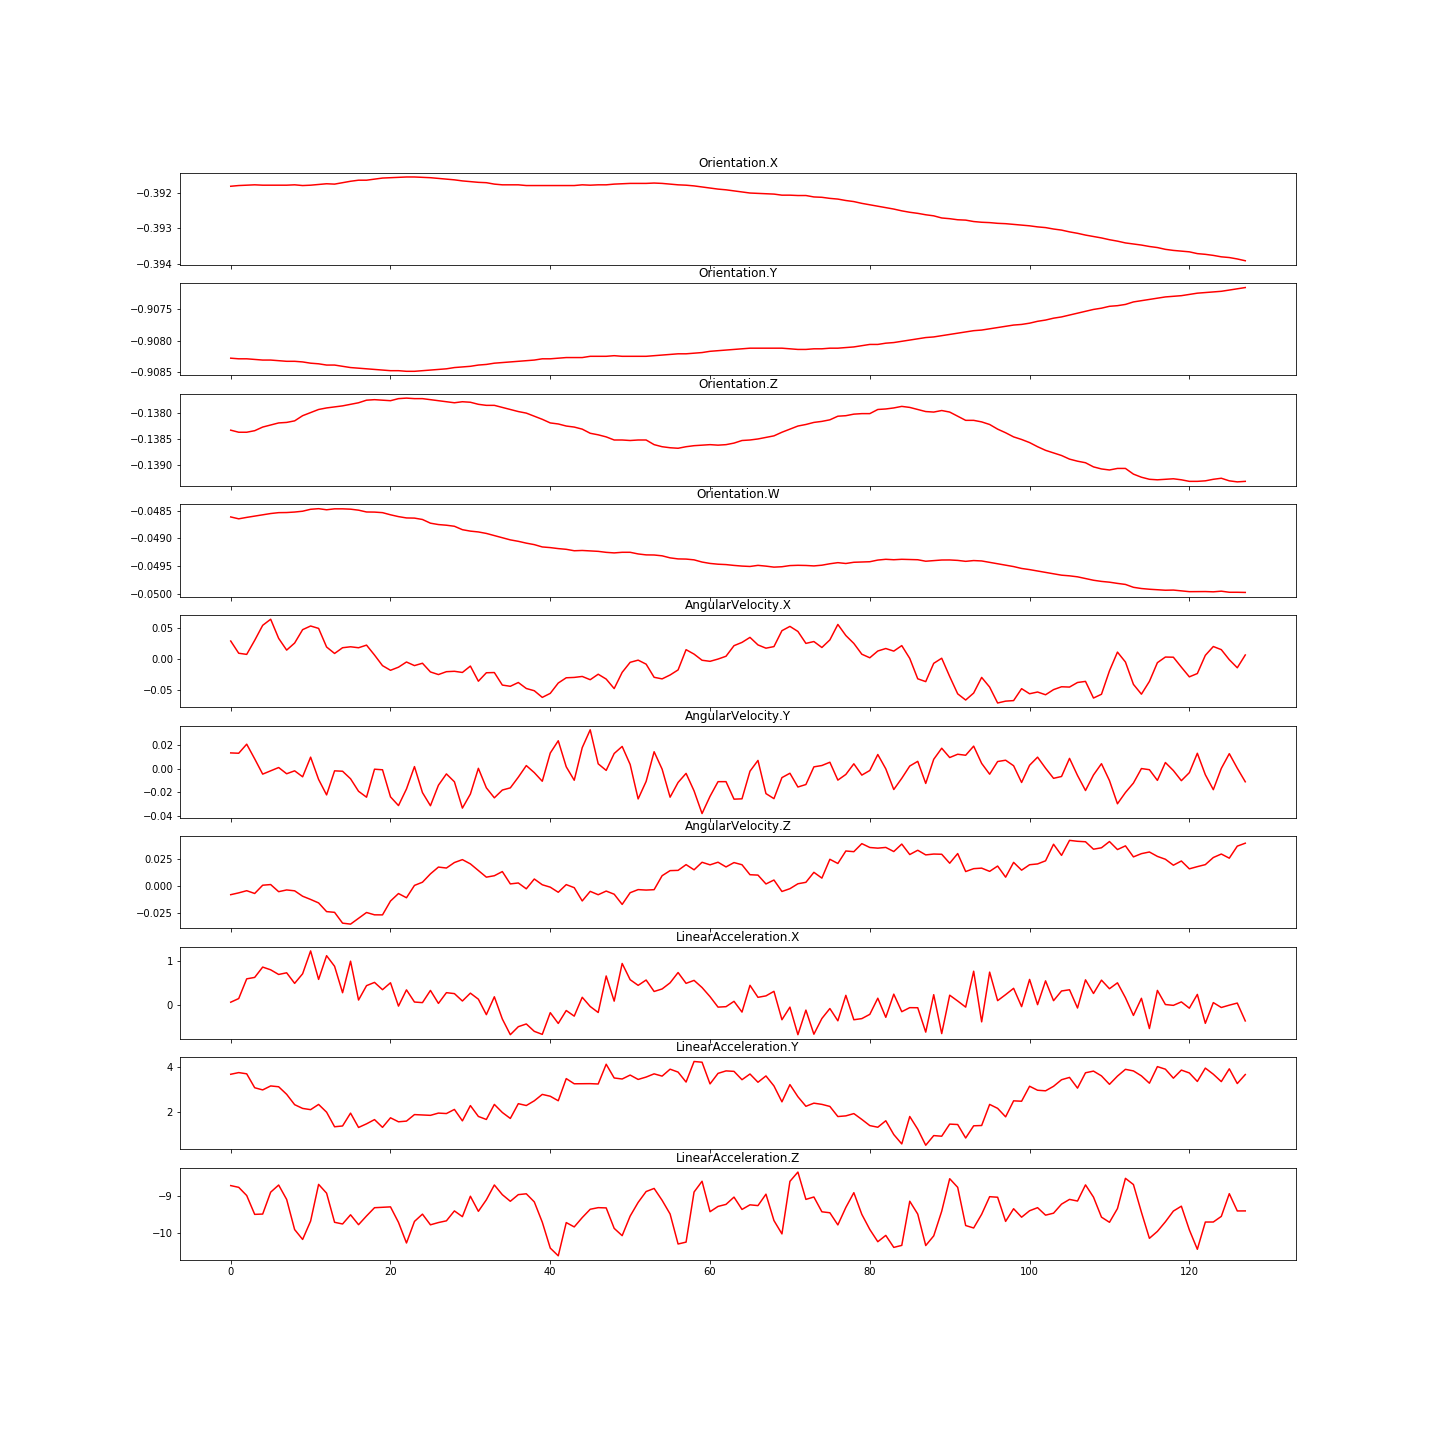 Orientation.X
−0.392
−0.393
−0.394
Orientation.Y
−0.9075
−0.9080
−0.9085
Orientation.Z
−0.1380
−0.1385
−0.1390
Orientation.W
−0.0485
−0.0490
−0.0495
−0.0500
AngularVelocity.X
0.05
0.00
−0.05
AngularVelocity.Y
0.02
0.00
−0.02
−0.04
AngularVelocity.Z
0.025
0.000
−0.025
LinearAcceleration.X
1
0
LinearAcceleration.Y
4
2
LinearAcceleration.Z
−9
−10
0 20 40 60 80 100 120